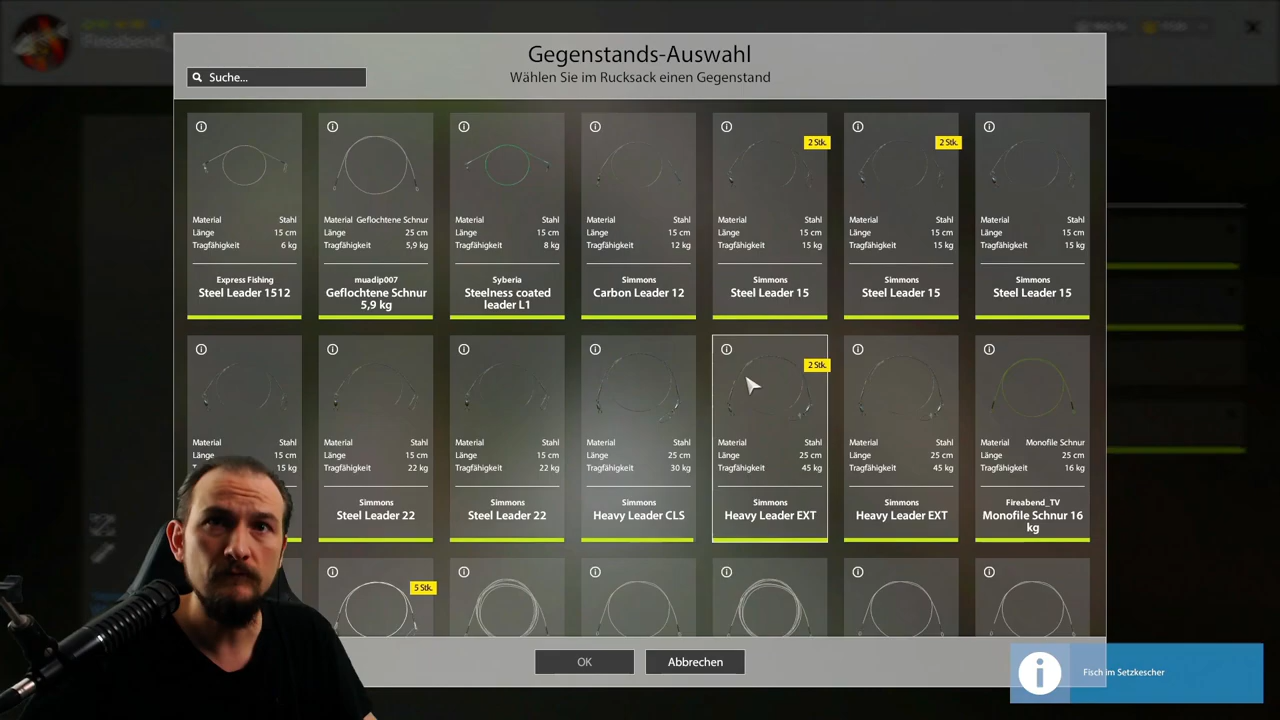 Gegenstands-Auswahl
Wählen Sie im Rucksack einen Gegenstand
Suche...
Material Stahl
Länge 15 cm
Tragfähigkeit 6 kg
Express Fishing
Steel Leader 1512
Material Geflochtene Schnur
Länge 25 cm
Tragfähigkeit 5,9 kg
muadip007
Geflochtene Schnur
5,9 kg
Material Stahl
Länge 15 cm
Tragfähigkeit 8 kg
Syberia
Steelness coated
leader L1
Material Stahl
Länge 15 cm
Tragfähigkeit 12 kg
Simmons
Carbon Leader 12
2 Stk.
Material Stahl
Länge 15 cm
Tragfähigkeit 15 kg
Simmons
Steel Leader 15
2 Stk.
Material Stahl
Länge 15 cm
Tragfähigkeit 15 kg
Simmons
Steel Leader 15
Material Stahl
Länge 15 cm
Tragfähigkeit 15 kg
Simmons
Steel Leader 15
Material Stahl
Länge 15 cm
15 kg
Material Stahl
Länge 15 cm
Tragfähigkeit 22 kg
Simmons
Steel Leader 22
Material Stahl
Länge 15 cm
Tragfähigkeit 22 kg
Simmons
Steel Leader 22
Material Stahl
Länge 25 cm
Tragfähigkeit 30 kg
Simmons
Heavy Leader CLS
2 Stk.
Material Stahl
Länge 25 cm
Tragfähigkeit 45 kg
Simmons
Heavy Leader EXT
Material Stahl
Länge 25 cm
Tragfähigkeit 45 kg
Simmons
Heavy Leader EXT
Material Monofile Schnur
Länge 25 cm
Tragfähigkeit 16 kg
Fireabend_TV
Monofile Schnur 16
kg
5 Stk.
OK
Abbrechen
Fisch im Setzkescher